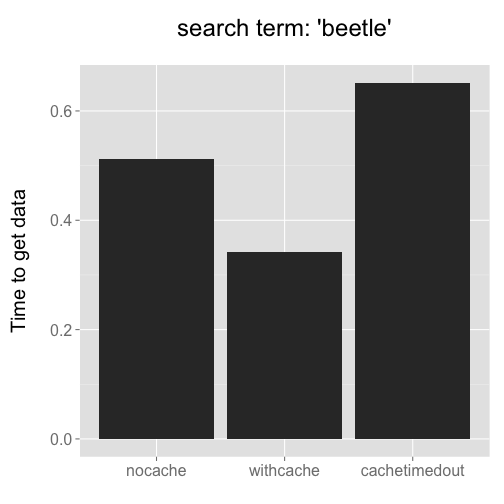 search term: 'beetle'
Time to get data
0.6
0.4
0.2
0.0
nocache withcache cachetimedout